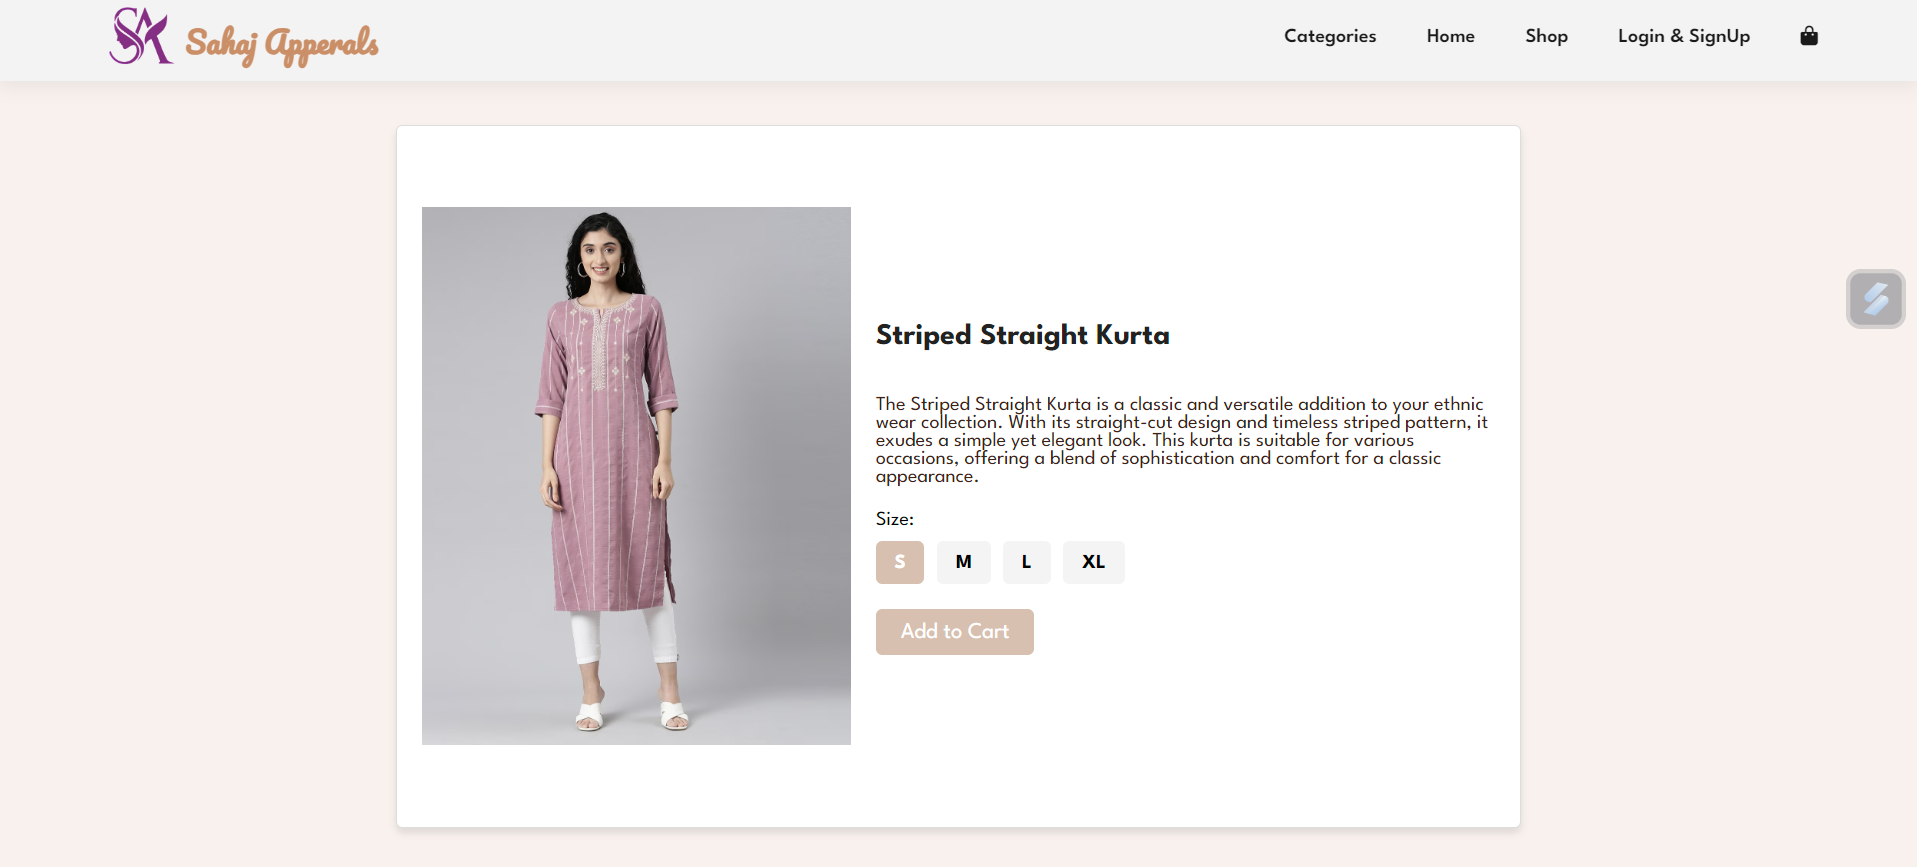 SK Sahaj Apperals
Categories Home Shop Login & SignUp
Striped Straight Kurta
The Striped Straight Kurta is a classic and versatile addition to your ethnic
wear collection. With its straight-cut design and timeless striped pattern, it
exudes a simple yet elegant look. This kurta is suitable for various
occasions, offering a blend of sophistication and comfort for a classic
appearance.
Size:
S M L XL
Add to Cart